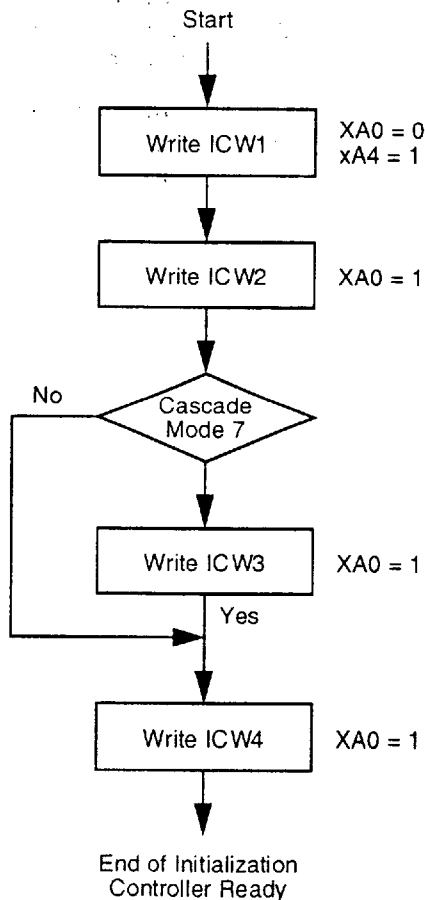 Start
Write ICW1
XA0 = 0
xA4 = 1
Write ICW2
XA0 = 1
No
Cascade
Mode 7
Write ICW3
XA0 = 1
Yes
Write ICW4
XA0 = 1
End of Initialization
Controller Ready